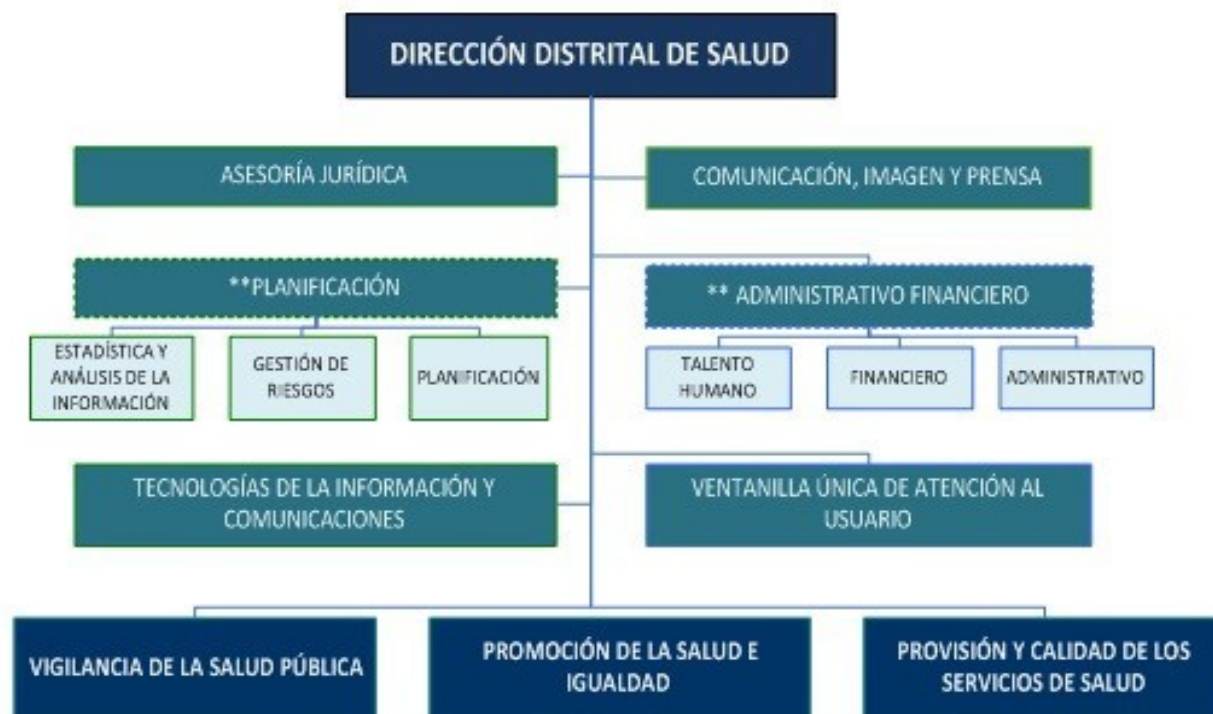 DIRECCIÓN DISTRITAL DE SALUD
ASESORÍA JURÍDICA
COMUNICACIÓN, IMAGEN Y PRENSA
**PLANIFICACIÓN
** ADMINISTRATIVO FINANCIERO
ESTADÍSTICA Y
ANÁLISIS DE LA
INFORMACIÓN
GESTIÓN DE
RIESGOS
PLANIFICACIÓN
TALENTO
HUMANO
FINANCIERO
ADMINISTRATIVO
TECNOLOGÍAS DE LA INFORMACIÓN Y
COMUNICACIONES
VENTANILLA ÚNICA DE ATENCIÓN AL
USUARIO
VIGILANCIA DE LA SALUD PÚBLICA
PROMOCIÓN DE LA SALUD E
IGUALDAD
PROVISIÓN Y CALIDAD DE LOS
SERVICIOS DE SALUD